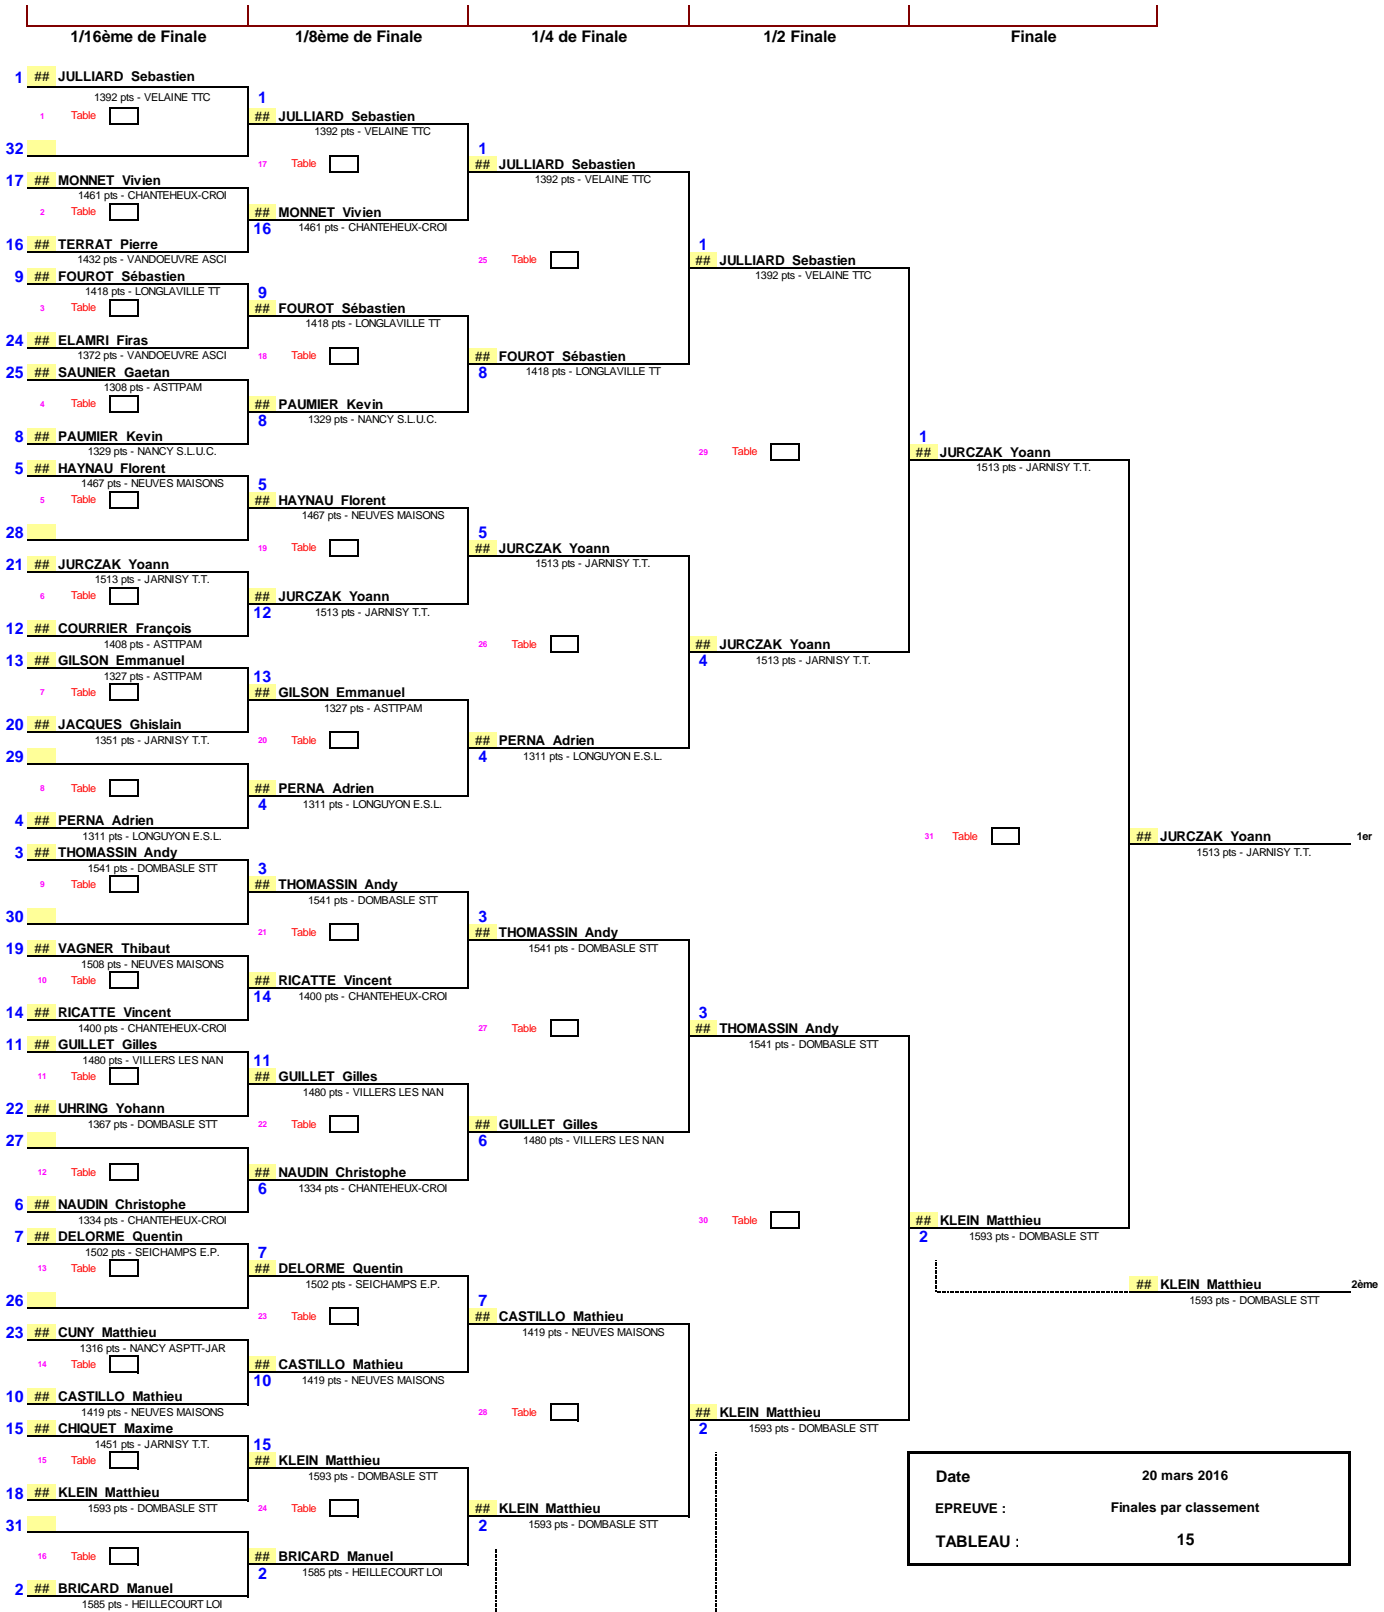 1/16ème de Finale
1/8ème de Finale
1/4 de Finale
1/2 Finale
Finale
1 ## JULLIARD Sebastien
1392 pts - VELAINE TTC
1 Table
32
17 ## MONNET Vivien
1461 pts - CHANTEHEUX-CROI
2 Table
16 ## TERRAT Pierre
1432 pts - VANDOEUVRE ASCI
9 ## FOUROT Sébastien
1418 pts - LONGLAVILLE TT
3 Table
24 ## ELAMRI Firas
1372 pts - VANDOEUVRE ASCI
25 ## SAUNIER Gaetan
1308 pts - ASTTPAM
4 Table
8 ## PAUMIER Kevin
1329 pts - NANCY S.L.U.C.
5 ## HAYNAU Florent
1467 pts - NEUVES MAISONS
5 Table
28
21 ## JURCZAK Yoann
1513 pts - JARNISY T.T.
6 Table
12 ## COURRIER François
1408 pts - ASTTPAM
13 ## GILSON Emmanuel
1327 pts - ASTTPAM
7 Table
20 ## JACQUES Ghislain
1351 pts - JARNISY T.T.
29
8 Table
4 ## PERNA Adrien
1311 pts - LONGUYON E.S.L.
3 ## THOMASSIN Andy
1541 pts - DOMBASLE STT
9 Table
30
19 ## VAGNER Thibaut
1508 pts - NEUVES MAISONS
10 Table
14 ## RICATTE Vincent
1400 pts - CHANTEHEUX-CROI
11 ## GUILLET Gilles
1480 pts - VILLERS LES NAN
11 Table
22 ## UHRING Yohann
1367 pts - DOMBASLE STT
27
12 Table
6 ## NAUDIN Christophe
1334 pts - CHANTEHEUX-CROI
7 ## DELORME Quentin
1502 pts - SEICHAMPS E.P.
13 Table
26
23 ## CUNY Matthieu
1316 pts - NANCY ASPTT-JAR
14 Table
10 ## CASTILLO Mathieu
1419 pts - NEUVES MAISONS
15 ## CHIQUET Maxime
1451 pts - JARNISY T.T.
15 Table
18 ## KLEIN Matthieu
1593 pts - DOMBASLE STT
31
16 Table
2 ## BRICARD Manuel
1585 pts - HEILLECOURT LOI
1
## JULLIARD Sebastien
1392 pts - VELAINE TTC
17 Table
## MONNET Vivien
16 1461 pts - CHANTEHEUX-CROI
9
## FOUROT Sébastien
1418 pts - LONGLAVILLE TT
18 Table
## PAUMIER Kevin
8 1329 pts - NANCY S.L.U.C.
5
## HAYNAU Florent
1467 pts - NEUVES MAISONS
19 Table
## JURCZAK Yoann
12 1513 pts - JARNISY T.T.
13
## GILSON Emmanuel
1327 pts - ASTTPAM
20 Table
## PERNA Adrien
4 1311 pts - LONGUYON E.S.L.
3
## THOMASSIN Andy
1541 pts - DOMBASLE STT
21 Table
## RICATTE Vincent
14 1400 pts - CHANTEHEUX-CROI
11
## GUILLET Gilles
1480 pts - VILLERS LES NAN
22 Table
## NAUDIN Christophe
6 1334 pts - CHANTEHEUX-CROI
7
## DELORME Quentin
1502 pts - SEICHAMPS E.P.
23 Table
## CASTILLO Mathieu
10 1419 pts - NEUVES MAISONS
15
## KLEIN Matthieu
1593 pts - DOMBASLE STT
24 Table
## BRICARD Manuel
2 1585 pts - HEILLECOURT LOI
1
## JULLIARD Sebastien
1392 pts - VELAINE TTC
25 Table
## FOUROT Sébastien
8 1418 pts - LONGLAVILLE TT
5
## JURCZAK Yoann
1513 pts - JARNISY T.T.
26 Table
## PERNA Adrien
4 1311 pts - LONGUYON E.S.L.
3
## THOMASSIN Andy
1541 pts - DOMBASLE STT
27 Table
## GUILLET Gilles
6 1480 pts - VILLERS LES NAN
7
## CASTILLO Mathieu
1419 pts - NEUVES MAISONS
28 Table
## KLEIN Matthieu
2 1593 pts - DOMBASLE STT
1
## JULLIARD Sebastien
1392 pts - VELAINE TTC
29 Table
## JURCZAK Yoann
4 1513 pts - JARNISY T.T.
3
## THOMASSIN Andy
1541 pts - DOMBASLE STT
30 Table
## KLEIN Matthieu
2 1593 pts - DOMBASLE STT
1
## JURCZAK Yoann
1513 pts - JARNISY T.T.
31 Table
## KLEIN Matthieu
2 1593 pts - DOMBASLE STT
## JURCZAK Yoann 1er
1513 pts - JARNISY T.T.
## KLEIN Matthieu 2ème
1593 pts - DOMBASLE STT
Date 20 mars 2016
EPREUVE : Finales par classement
TABLEAU : 15